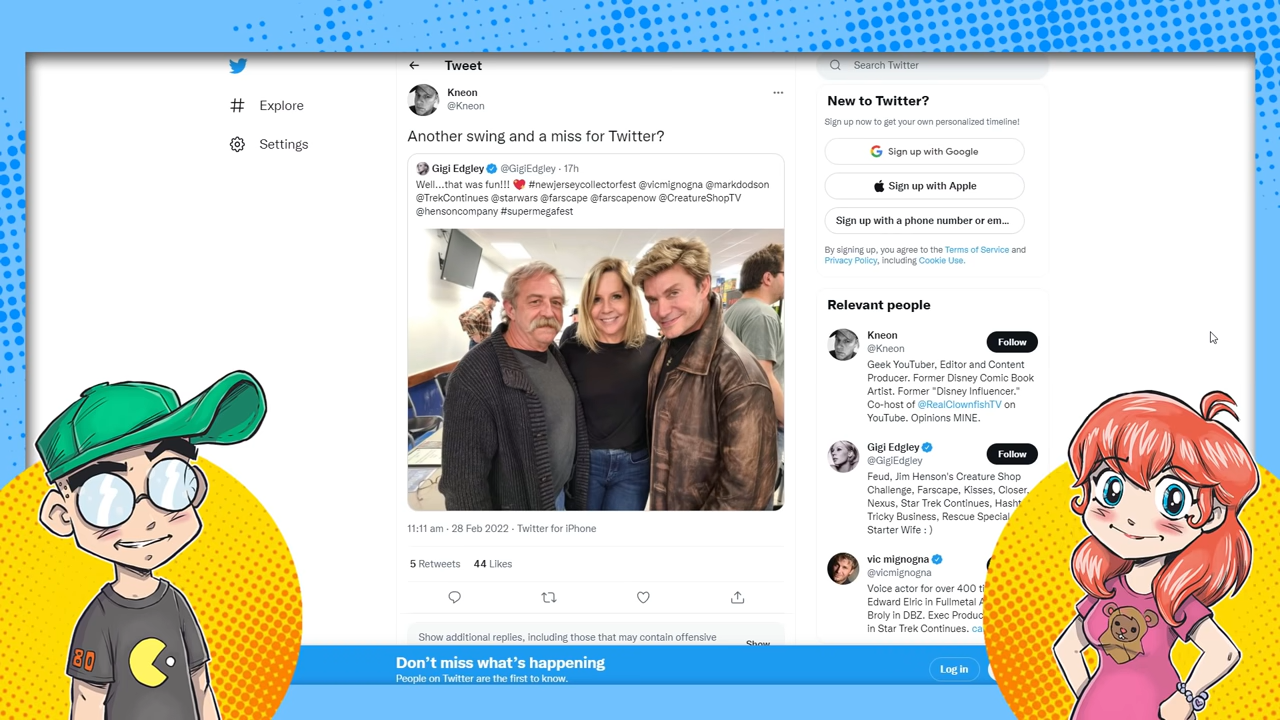 Explore
Settings
Tweet
Kneon
@Kneon
Another swing and a miss for Twitter?
Gigi Edgley @GigiEdgley · 17h
Well...that was fun!!! ❤ #newjerseycollectorfest @vicmignogna @markdodson
@TrekContinues @starwars @farscape @farscapenow @CreatureShopTV
@hensoncompany #supermegafest
11:11 am · 28 Feb 2022 · Twitter for iPhone
5 Retweets 44 Likes
Show additional replies, including those that may contain offensive
Show
Search Twitter
New to Twitter?
Sign up now to get your own personalized timeline!
Sign up with Google
Sign up with Apple
Sign up with a phone number or em...
By signing up, you agree to the Terms of Service and
Privacy Policy, including Cookie Use.
Relevant people
Kneon
@Kneon
Follow
Geek YouTuber, Editor and Content
Producer. Former Disney Comic Book
Artist. Former "Disney Influencer."
Co-host of @RealClownfishTV on
YouTube. Opinions MINE.
Gigi Edgley
@GigiEdgley
Follow
Feud, Jim Henson's Creature Shop
Challenge, Farscape, Kisses, Closer,
Nexus, Star Trek Continues, Hasht
Tricky Business, Rescue Special
Starter Wife : )
vic mignogna
@vicmignogna
Voice actor for over 400 ti
Edward Elric in Fullmetal A
Broly in DBZ. Exec Produc
in Star Trek Continues. ca
Don't miss what's happening
People on Twitter are the first to know.
Log in
80